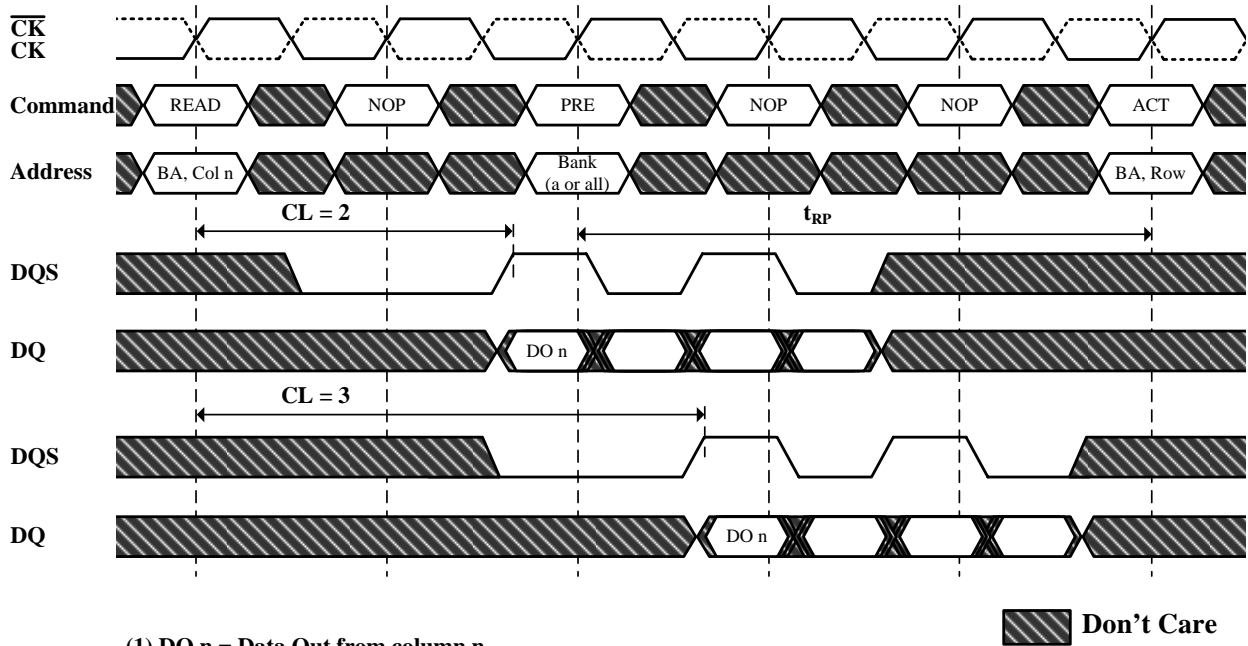 CK
CK
Command READ NOP PRE NOP NOP ACT
Address BA, Col n Bank (a or all) BA, Row
CL = 2 tRP
DQS
DQ DO n
CL = 3
DQS
DQ DO n
Don't Care
(1) DO n = Data Out from column n